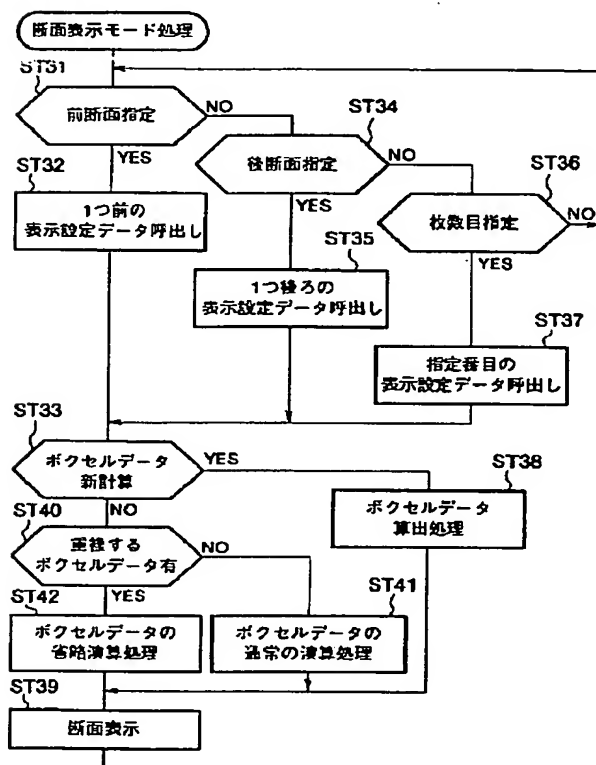 断面表示モード処理
ST31
前断面指定
NO
YES
ST32
1つ前の
表示設定データ呼出し
ST34
後断面指定
NO
YES
ST35
1つ後ろの
表示設定データ呼出し
ST36
枚数目指定
NO
YES
ST37
指定番目の
表示設定データ呼出し
ST33
ボクセルデータ
新計算
YES
NO
ST38
ボクセルデータ
算出処理
ST40
重複する
ボクセルデータ有
NO
YES
ST42
ボクセルデータの
省略演算処理
ST41
ボクセルデータの
通常の演算処理
ST39
断面表示